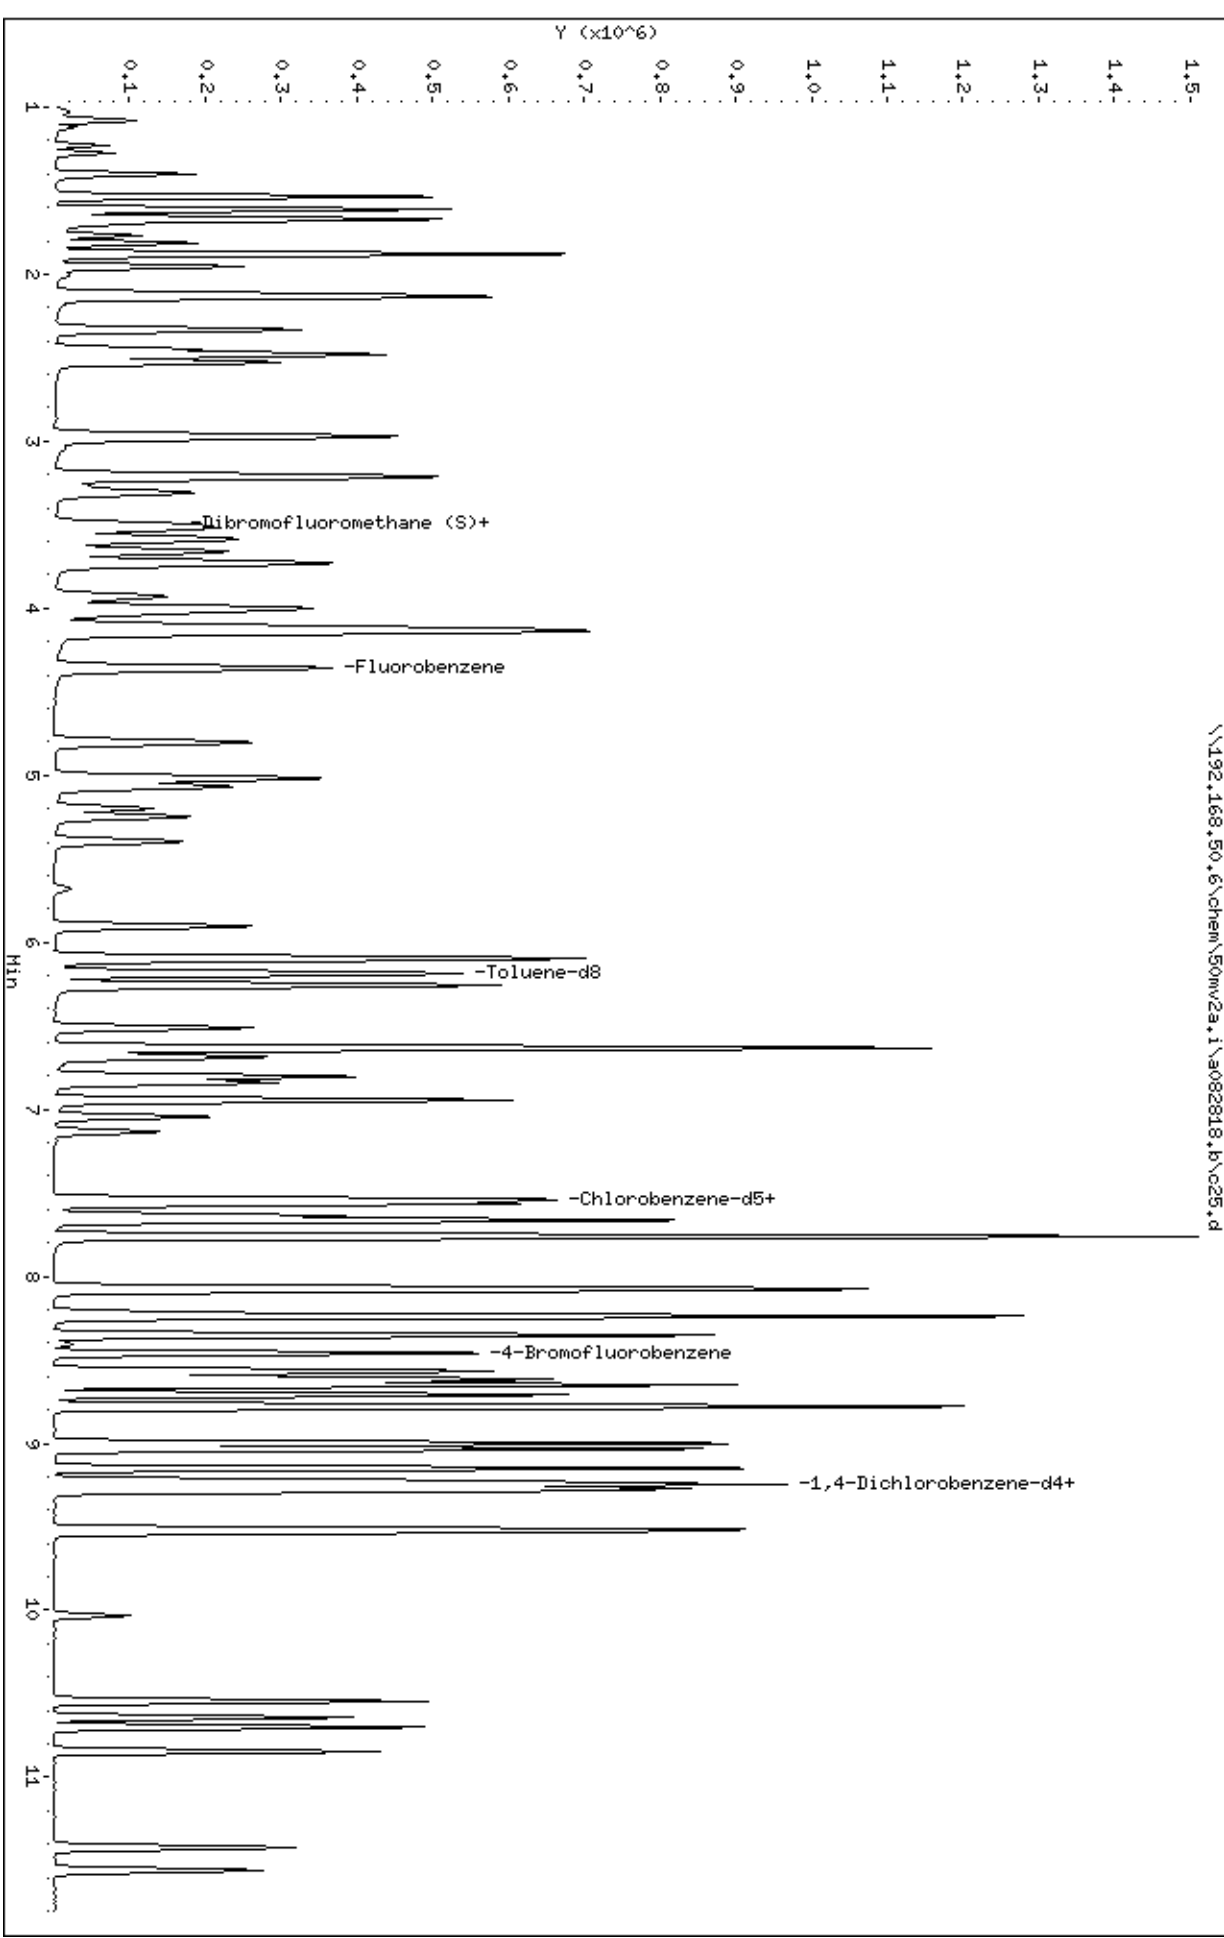 \\192.168.50.6\chem\50mv2a.i\a082818.b\c25.d
Y (x10^6)
0.1
0.2
0.3
0.4
0.5
0.6
0.7
0.8
0.9
1.0
1.1
1.2
1.3
1.4
1.5
-Dibromofluoromethane (S)+
-Fluorobenzene
-Toluene-d8
-Chlorobenzene-d5+
-4-Bromofluorobenzene
-1,4-Dichlorobenzene-d4+
1
2
3
4
5
6
7
8
9
10
11
Min